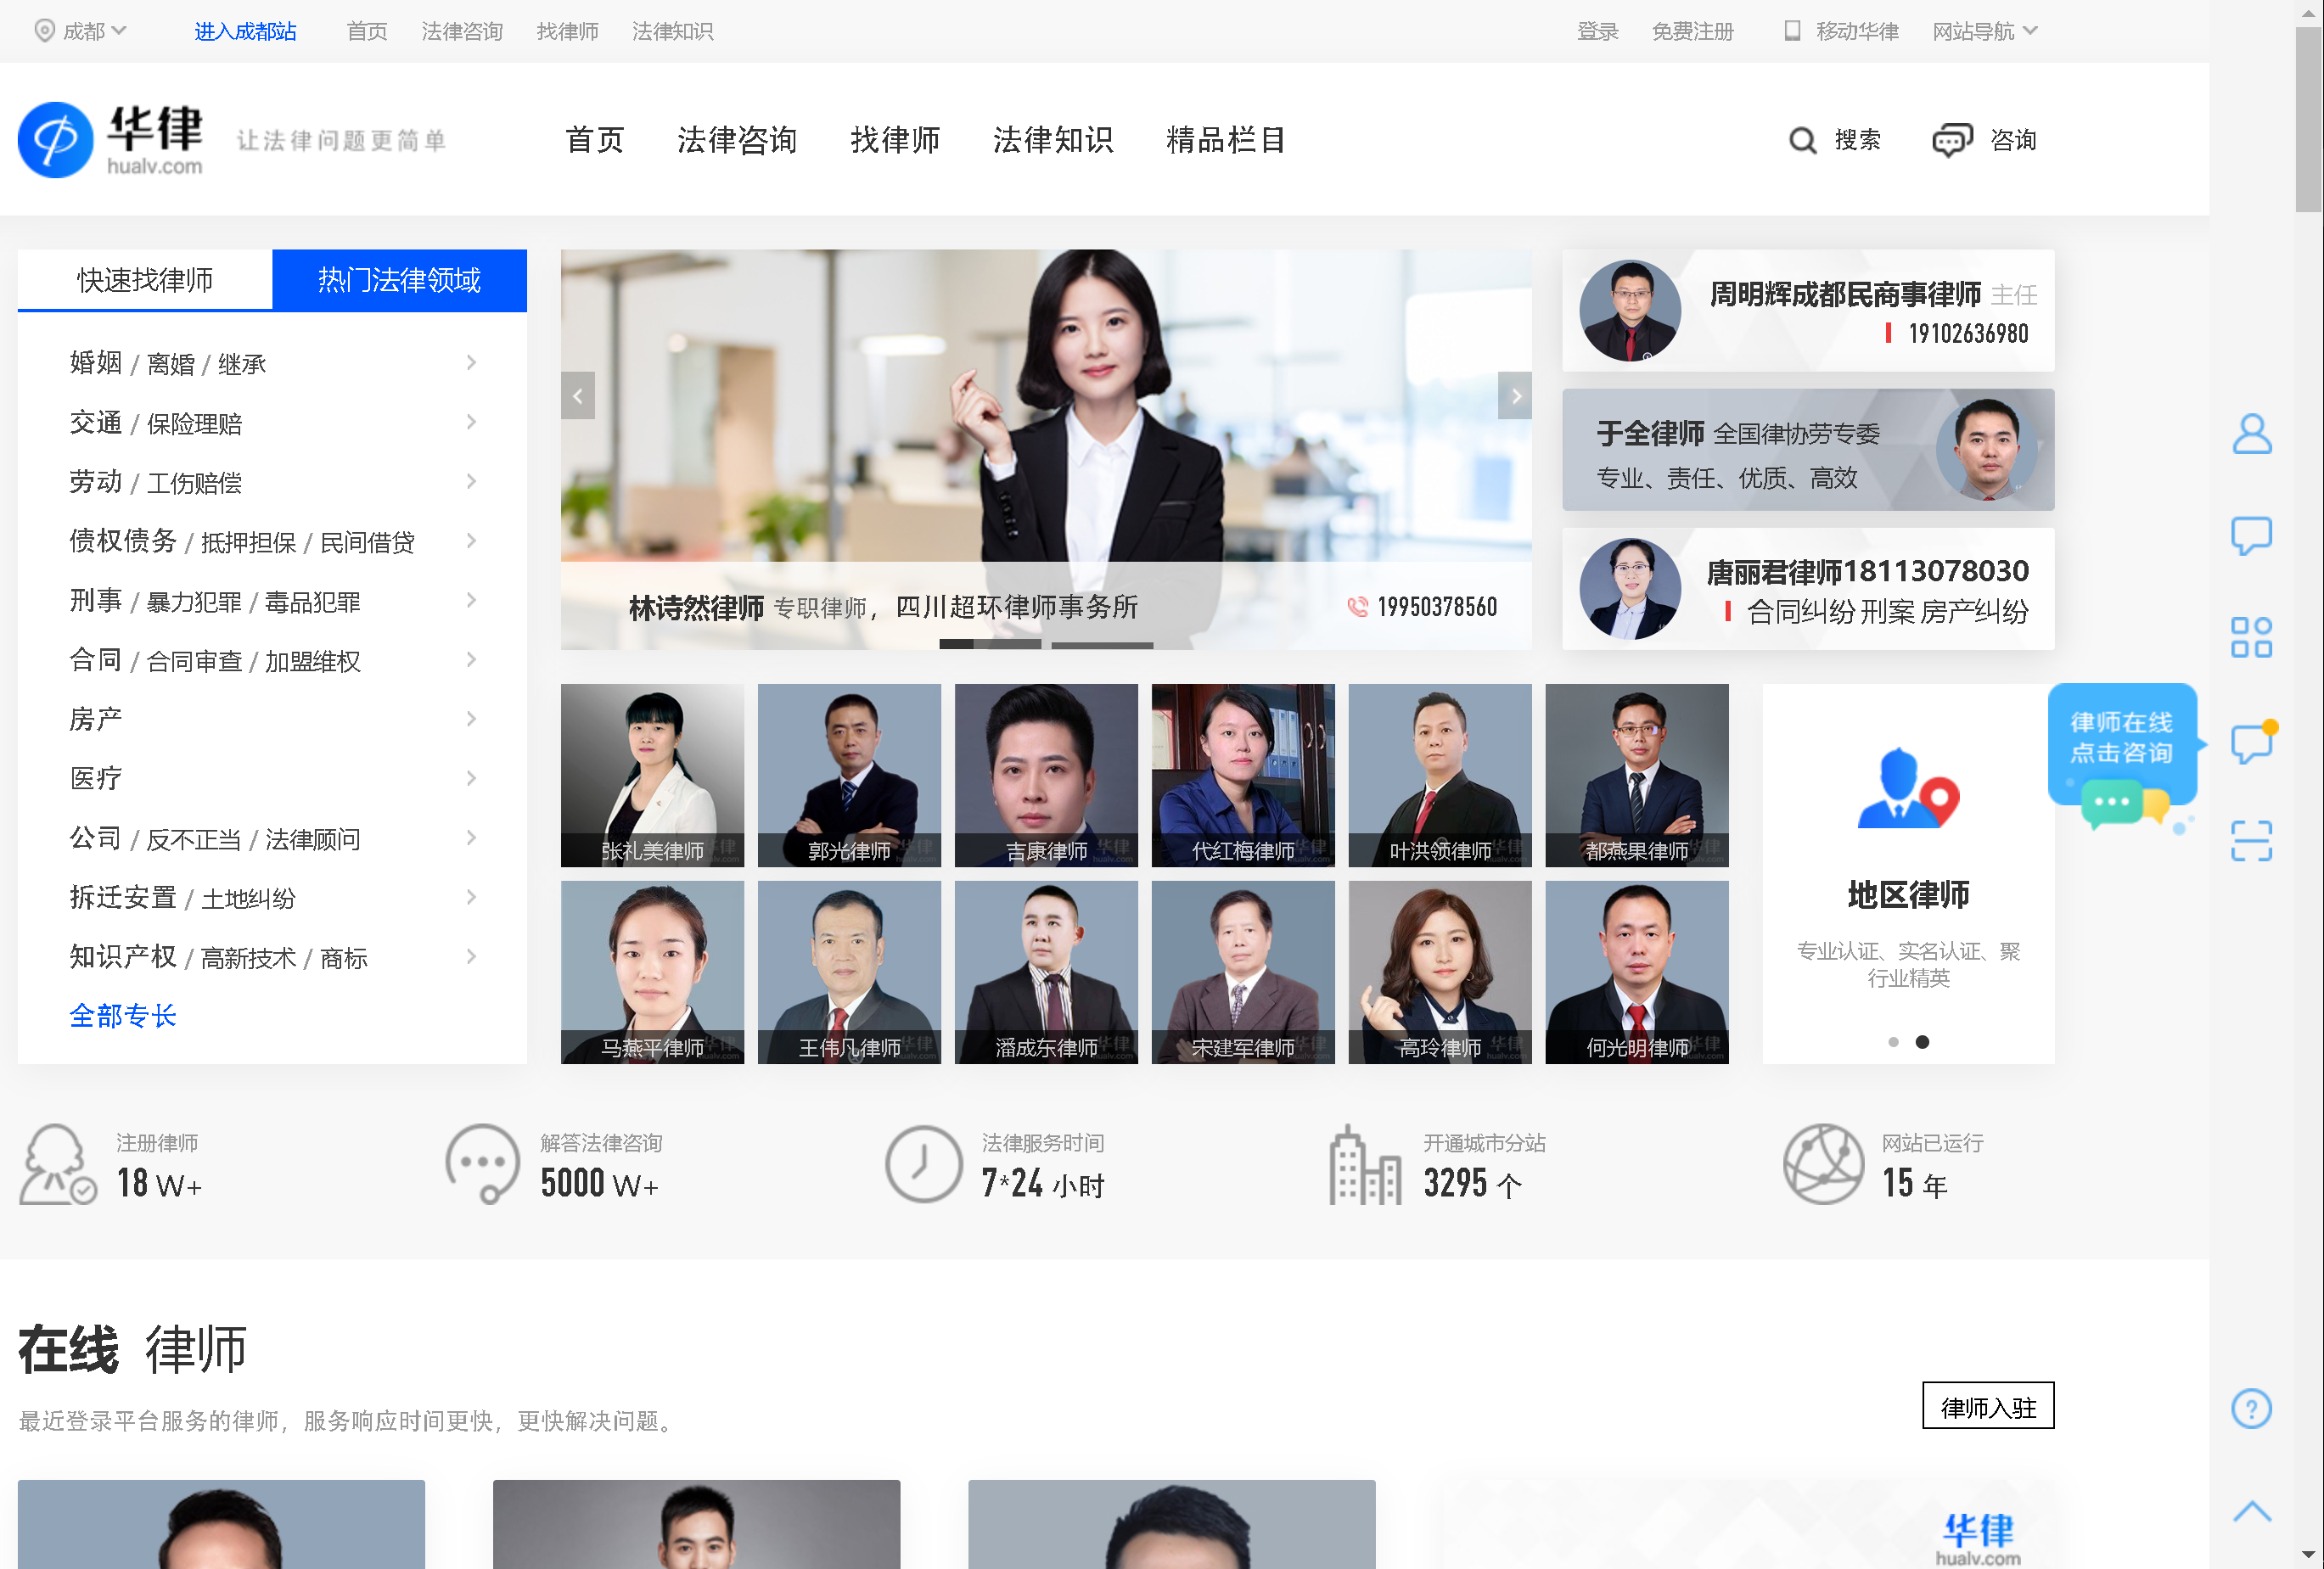 成都
进入成都站
首页
法律咨询
找律师
法律知识
登录
免费注册
移动华律
网站导航
华律
hualv.com
让法律问题更简单
首页
法律咨询
找律师
法律知识
精品栏目
搜索
咨询
快速找律师
热门法律领域
婚姻 / 离婚 / 继承
交通 / 保险理赔
劳动 / 工伤赔偿
债权债务 / 抵押担保 / 民间借贷
刑事 / 暴力犯罪 / 毒品犯罪
合同 / 合同审查 / 加盟维权
房产
医疗
公司 / 反不正当 / 法律顾问
拆迁安置 / 土地纠纷
知识产权 / 高新技术 / 商标
全部专长
林诗然律师 专职律师，四川超环律师事务所
19950378560
周明辉成都民商事律师 主任
19102636980
于全律师 全国律协劳专委
专业、责任、优质、高效
唐丽君律师18113078030
合同纠纷 刑案 房产纠纷
张礼美律师
郭光律师
吉康律师
代红梅律师
叶洪领律师
都燕果律师
马燕平律师
王伟凡律师
潘成东律师
宋建军律师
高玲律师
何光明律师
地区律师
专业认证、实名认证、聚
行业精英
律师在线
点击咨询
注册律师
18 W+
解答法律咨询
5000 W+
法律服务时间
7*24 小时
开通城市分站
3295 个
网站已运行
15 年
在线 律师
最近登录平台服务的律师，服务响应时间更快，更快解决问题。
律师入驻
华律
hualv.com